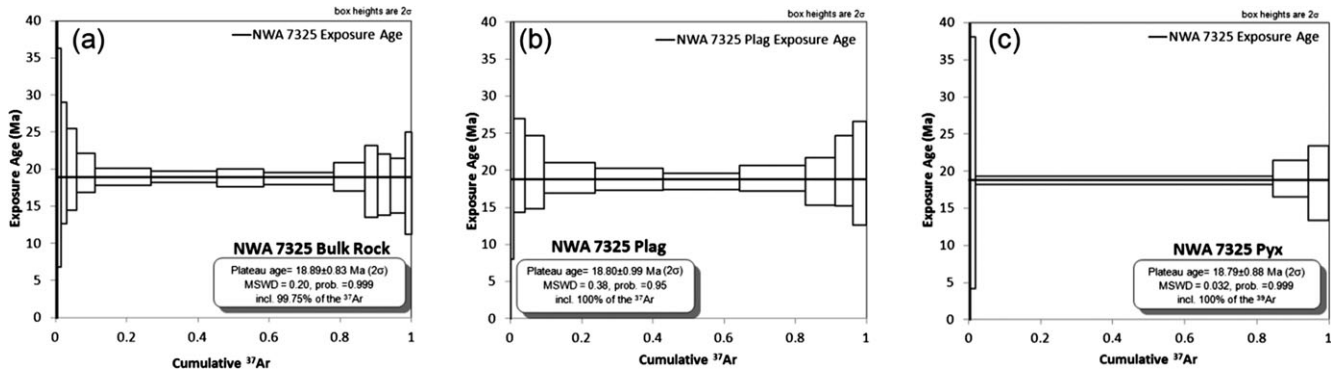 box heights are 2σ
(a)
NWA 7325 Exposure Age
40
35
30
25
20
15
10
5
0
Exposure Age (Ma)
NWA 7325 Bulk Rock
Plateau age= 18.89±0.83 Ma (2σ)
MSWD = 0.20, prob. =0.999
incl. 99.75% of the ³⁷Ar
0 0.2 0.4 0.6 0.8 1
Cumulative ³⁷Ar
box heights are 2σ
(b)
NWA 7325 Plag Exposure Age
40
35
30
25
20
15
10
5
0
Exposure Age (Ma)
NWA 7325 Plag
Plateau age= 18.80±0.99 Ma (2σ)
MSWD = 0.38, prob. =0.95
incl. 100% of the ³⁷Ar
0 0.2 0.4 0.6 0.8 1
Cumulative ³⁷Ar
box heights are 2σ
(c)
NWA 7325 Exposure Age
40
35
30
25
20
15
10
5
0
Exposure Age (Ma)
NWA 7325 Pyx
Plateau age= 18.79±0.88 Ma (2σ)
MSWD = 0.032, prob. =0.999
incl. 100% of the ³⁹Ar
0 0.2 0.4 0.6 0.8 1
Cumulative ³⁷Ar